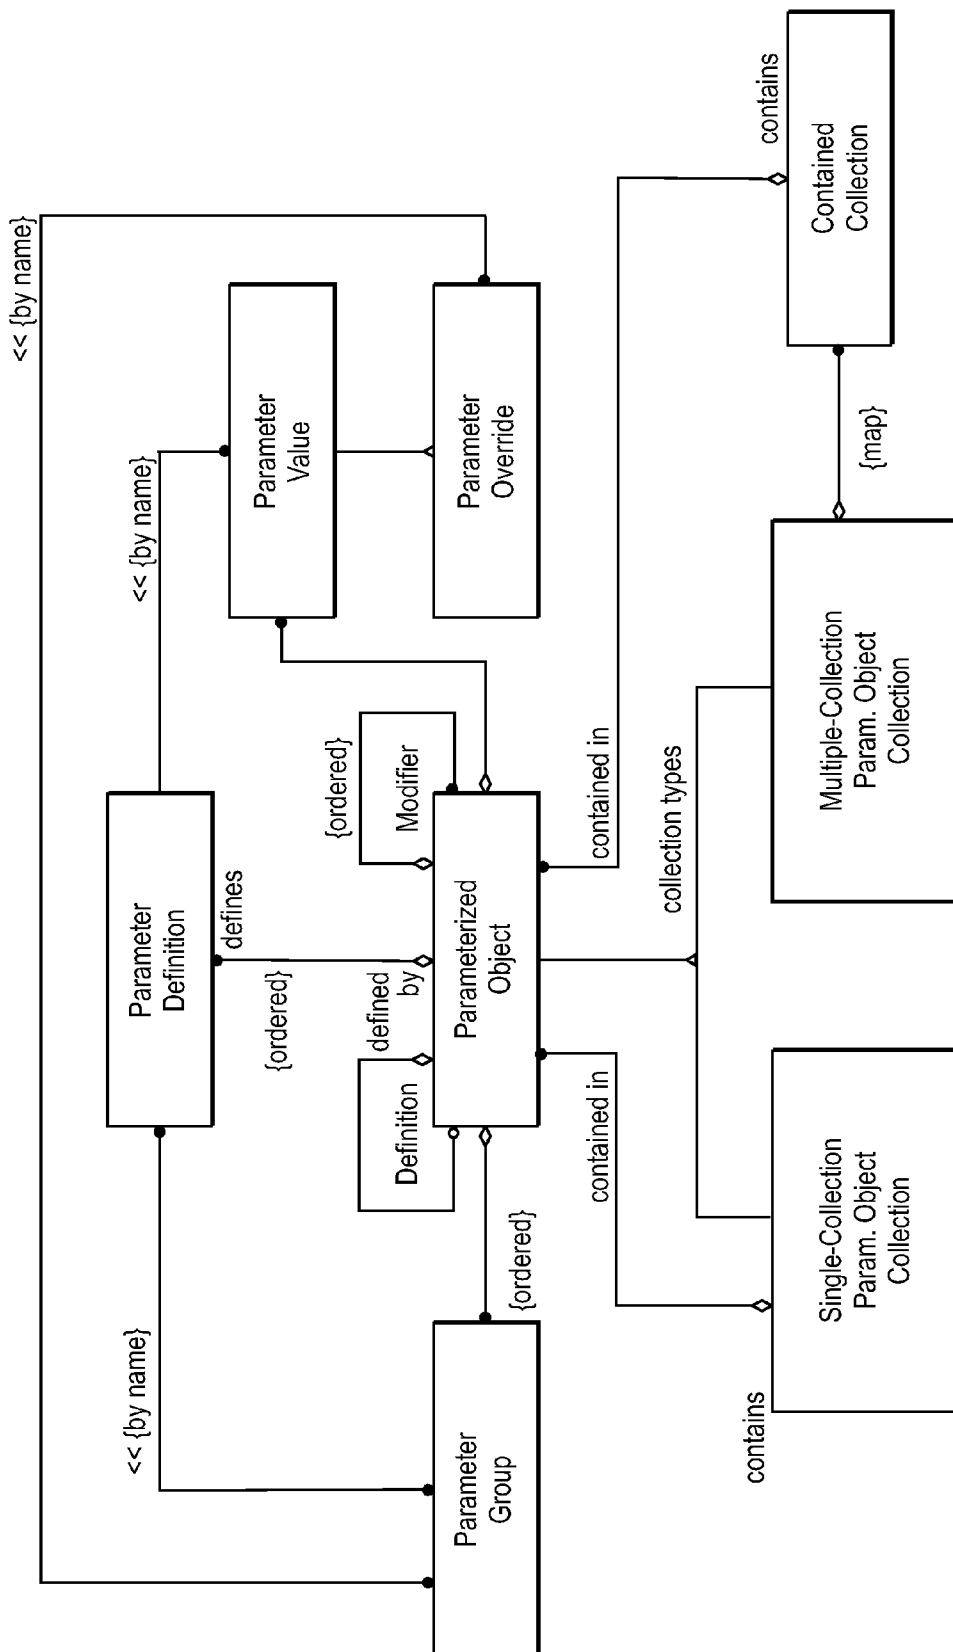 << {by name}
<< {by name}
<< {by name}
Parameter
Definition
defines
{ordered}
Parameter
Value
{ordered}
Modifier
defined
by
Definition
Parameter
Group
{ordered}
Parameterized
Object
Parameter
Override
contained in
contained in
collection types
contains
Single-Collection
Param. Object
Collection
Multiple-Collection
Param. Object
Collection
{map}
contains
Contained
Collection